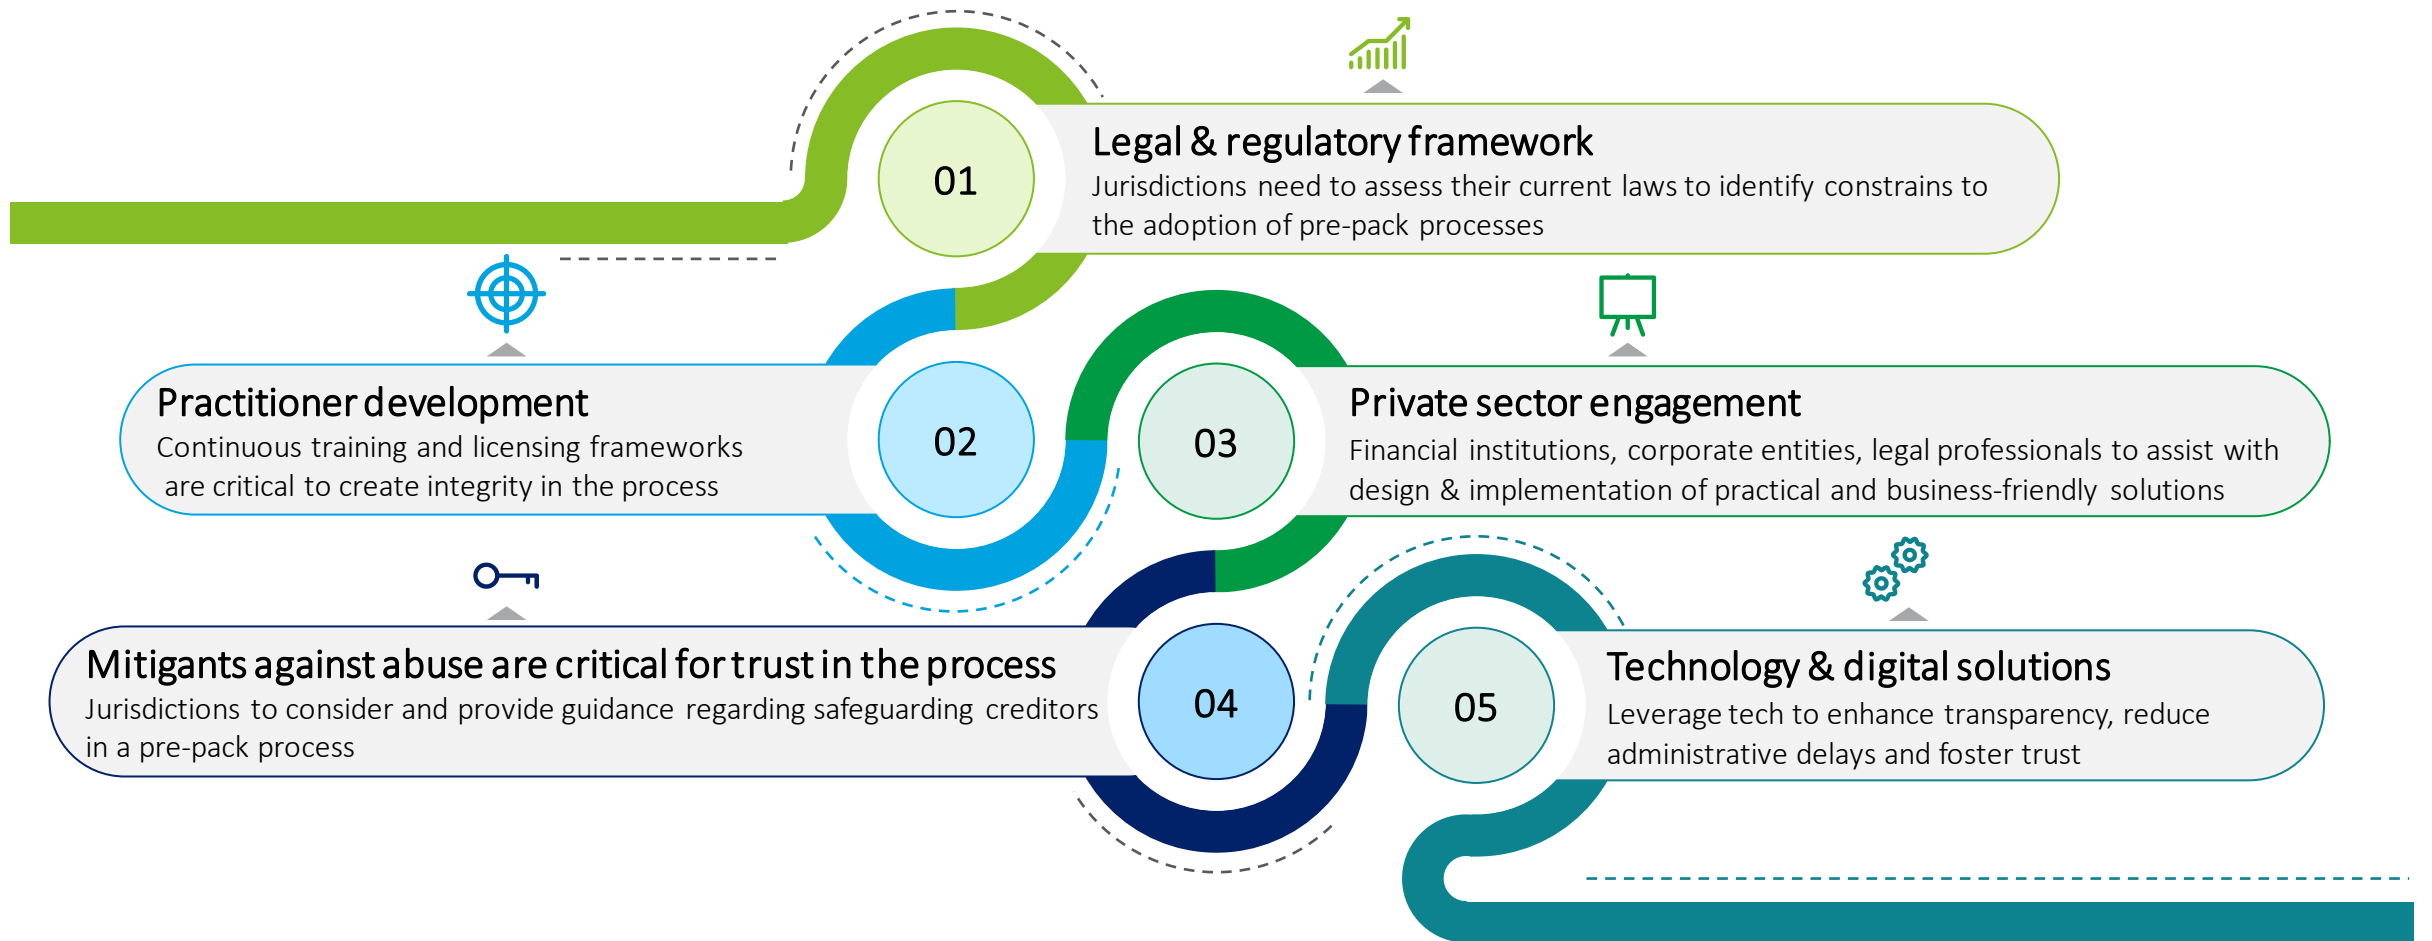 01
Legal & regulatory framework
Jurisdictions need to assess their current laws to identify constrains to
the adoption of pre-pack processes
02
Practitioner development
Continuous training and licensing frameworks
are critical to create integrity in the process
03
Private sector engagement
Financial institutions, corporate entities, legal professionals to assist with
design & implementation of practical and business-friendly solutions
04
Mitigants against abuse are critical for trust in the process
Jurisdictions to consider and provide guidance regarding safeguarding creditors
in a pre-pack process
05
Technology & digital solutions
Leverage tech to enhance transparency, reduce
administrative delays and foster trust